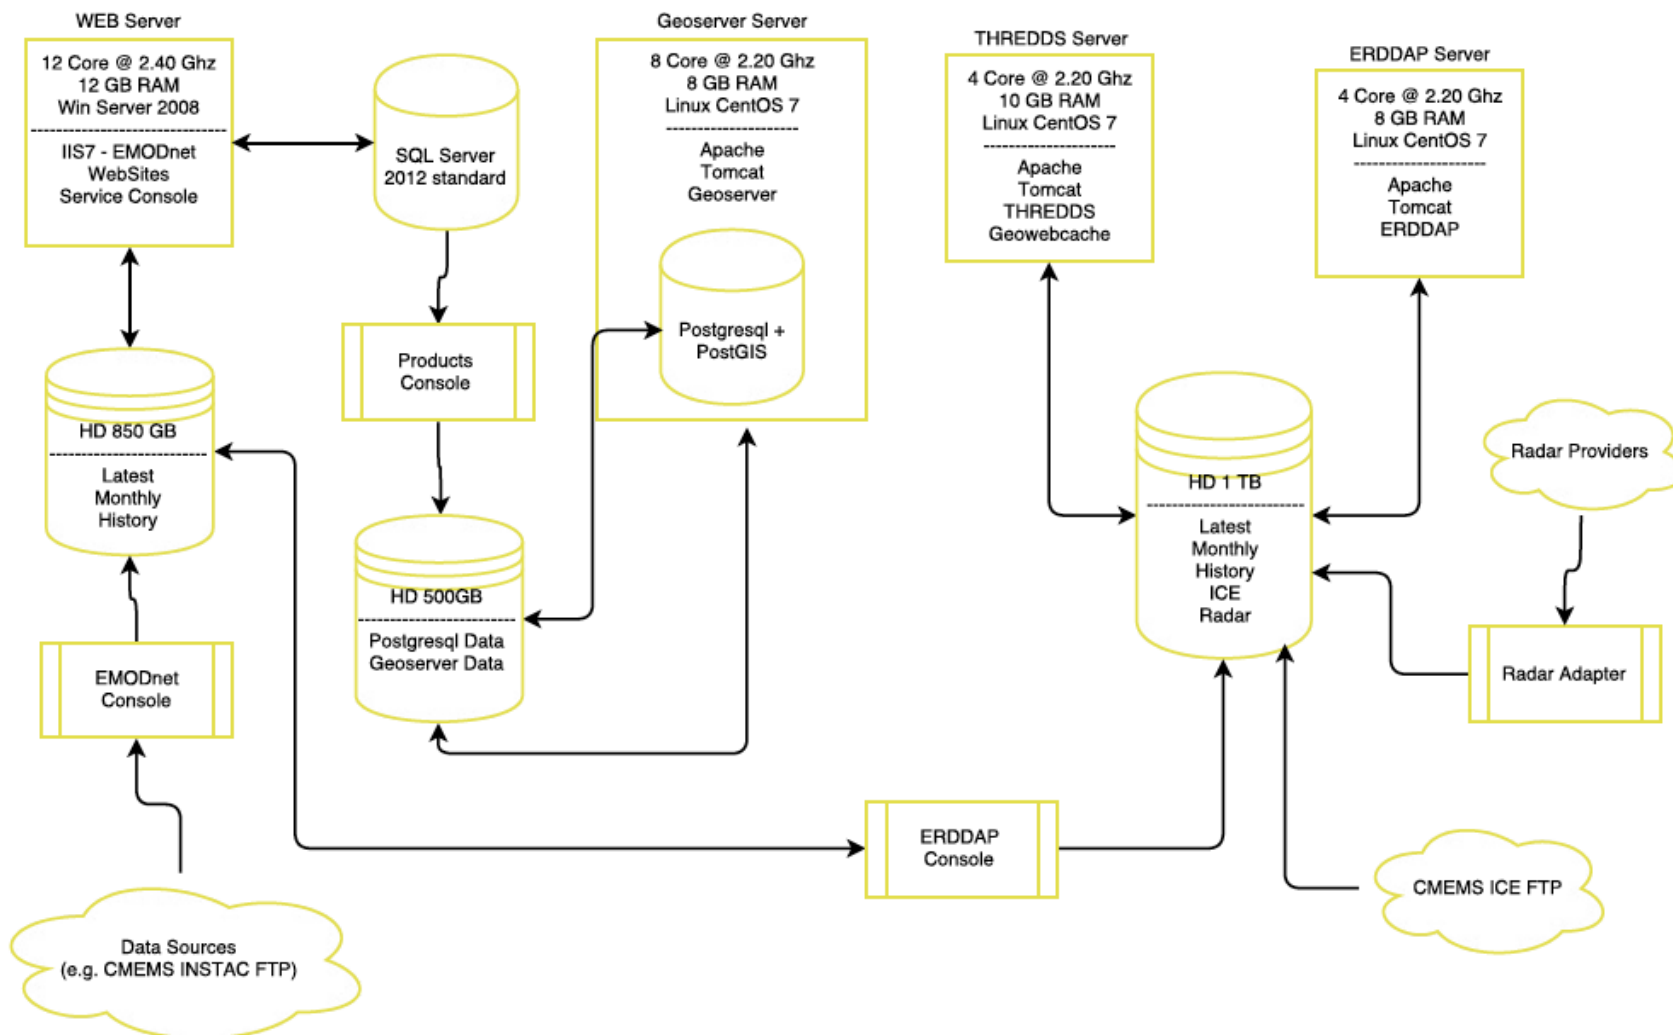 WEB Server
12 Core @ 2.40 Ghz
12 GB RAM
Win Server 2008
--------------------------------
IIS7 - EMODnet
WebSites
Service Console
SQL Server
2012 standard
Geoserver Server
8 Core @ 2.20 Ghz
8 GB RAM
Linux CentOS 7
----------------------
Apache
Tomcat
Geoserver
Postgresql +
PostGIS
THREDDS Server
4 Core @ 2.20 Ghz
10 GB RAM
Linux CentOS 7
----------------------
Apache
Tomcat
THREDDS
Geowebcache
ERDDAP Server
4 Core @ 2.20 Ghz
8 GB RAM
Linux CentOS 7
----------------------
Apache
Tomcat
ERDDAP
Products
Console
HD 850 GB
--------------------------
Latest
Monthly
History
HD 500GB
---------------------------
Postgresql Data
Geoserver Data
HD 1 TB
---------------------------
Latest
Monthly
History
ICE
Radar
Radar Providers
Radar Adapter
EMODnet
Console
ERDDAP
Console
CMEMS ICE FTP
Data Sources
(e.g. CMEMS INSTAC FTP)